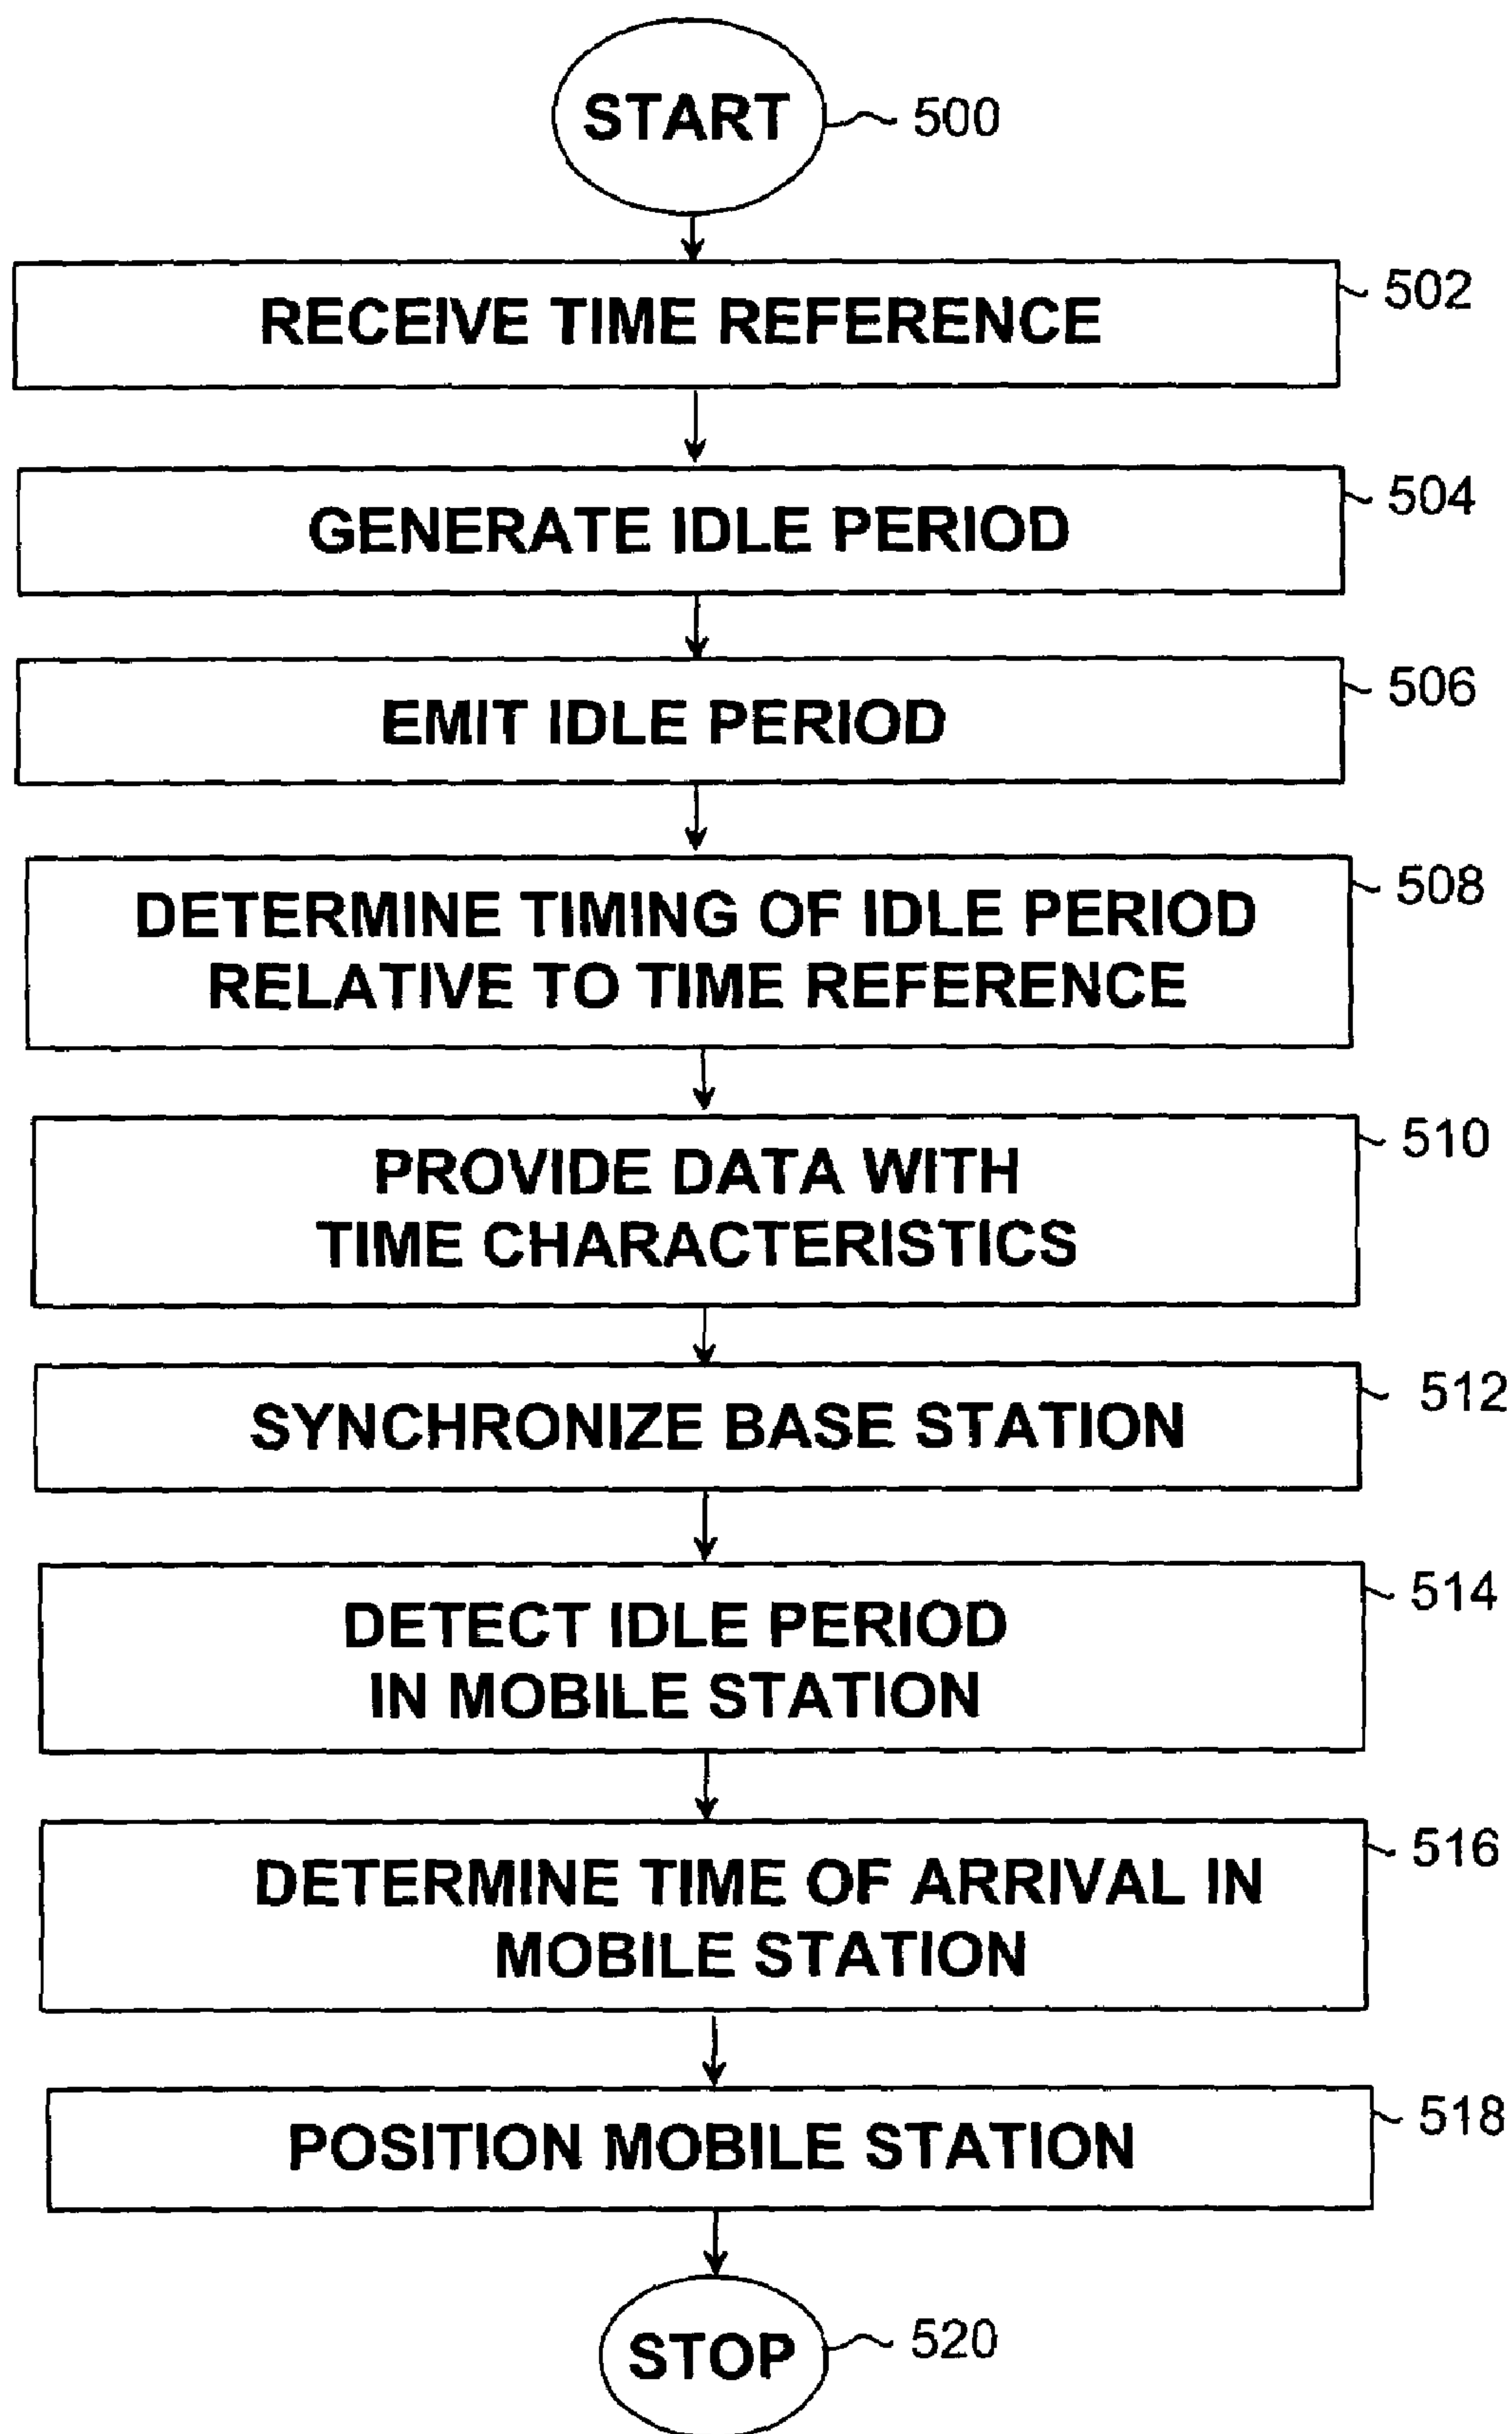 START
500
RECEIVE TIME REFERENCE
502
GENERATE IDLE PERIOD
504
EMIT IDLE PERIOD
506
DETERMINE TIMING OF IDLE PERIOD
RELATIVE TO TIME REFERENCE
508
PROVIDE DATA WITH
TIME CHARACTERISTICS
510
SYNCHRONIZE BASE STATION
512
DETECT IDLE PERIOD
IN MOBILE STATION
514
DETERMINE TIME OF ARRIVAL IN
MOBILE STATION
516
POSITION MOBILE STATION
518
STOP
520